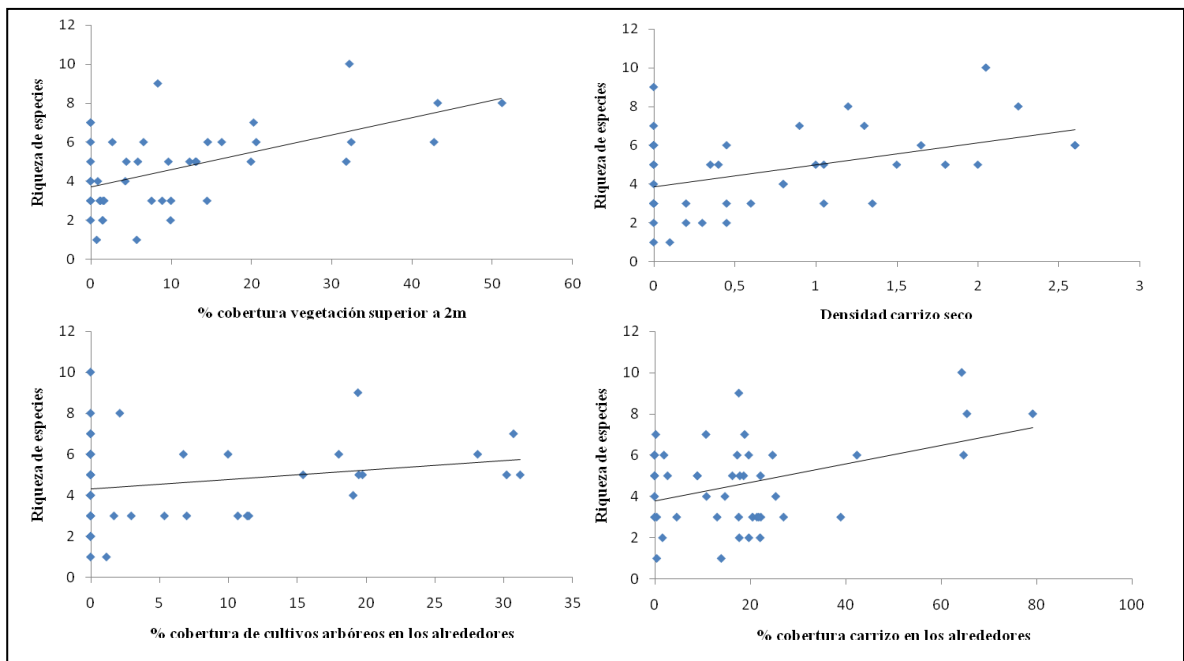 12
10
8
6
4
2
0
Riqueza de especies
0 10 20 30 40 50 60
% cobertura vegetación superior a 2m
12
10
8
6
4
2
0
Riqueza de especies
0 0,5 1 1,5 2 2,5 3
Densidad carrizo seco
12
10
8
6
4
2
0
Riqueza de especies
0 5 10 15 20 25 30 35
% cobertura de cultivos arbóreos en los alrededores
12
10
8
6
4
2
0
Riqueza de especies
0 20 40 60 80 100
% cobertura carrizo en los alrededores